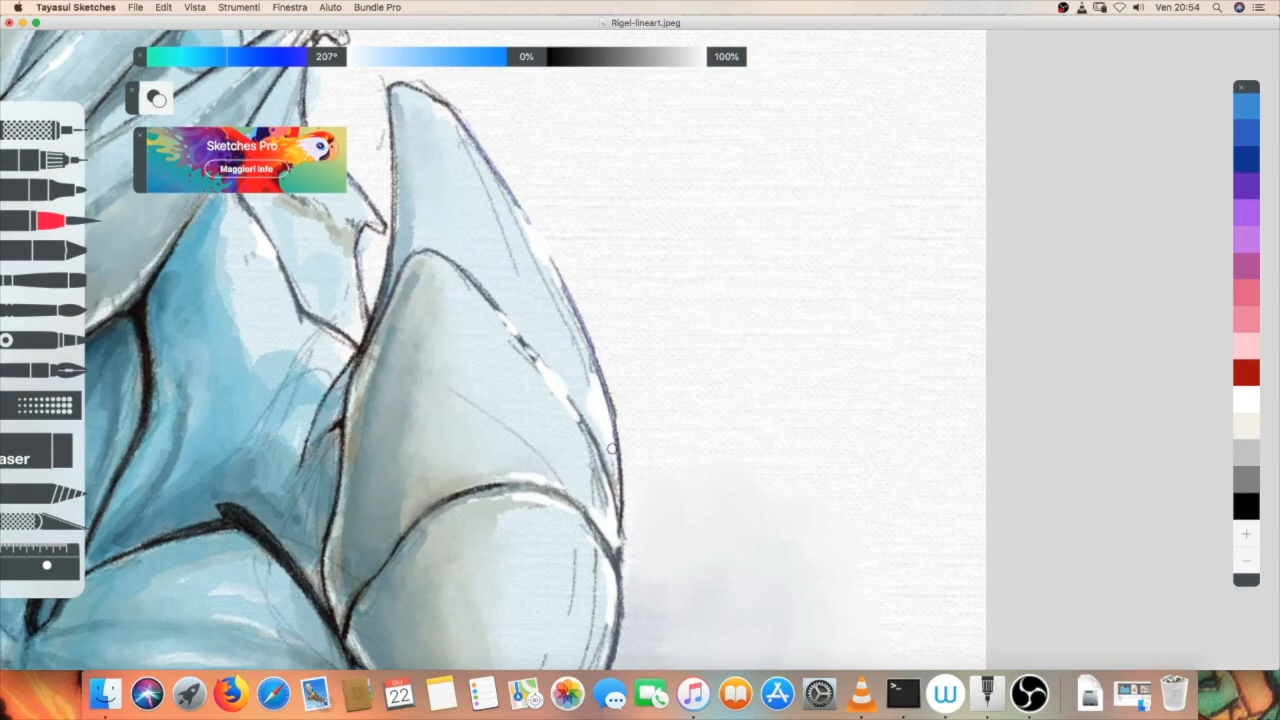 Tayasui Sketches File Edit Vista Strumenti Finestra Aiuto Bundle Pro Ven 20:54
Rigel-lineart.jpeg
207° 0% 100%
Sketches Pro
Maggiori info
aser
GIU
22
W